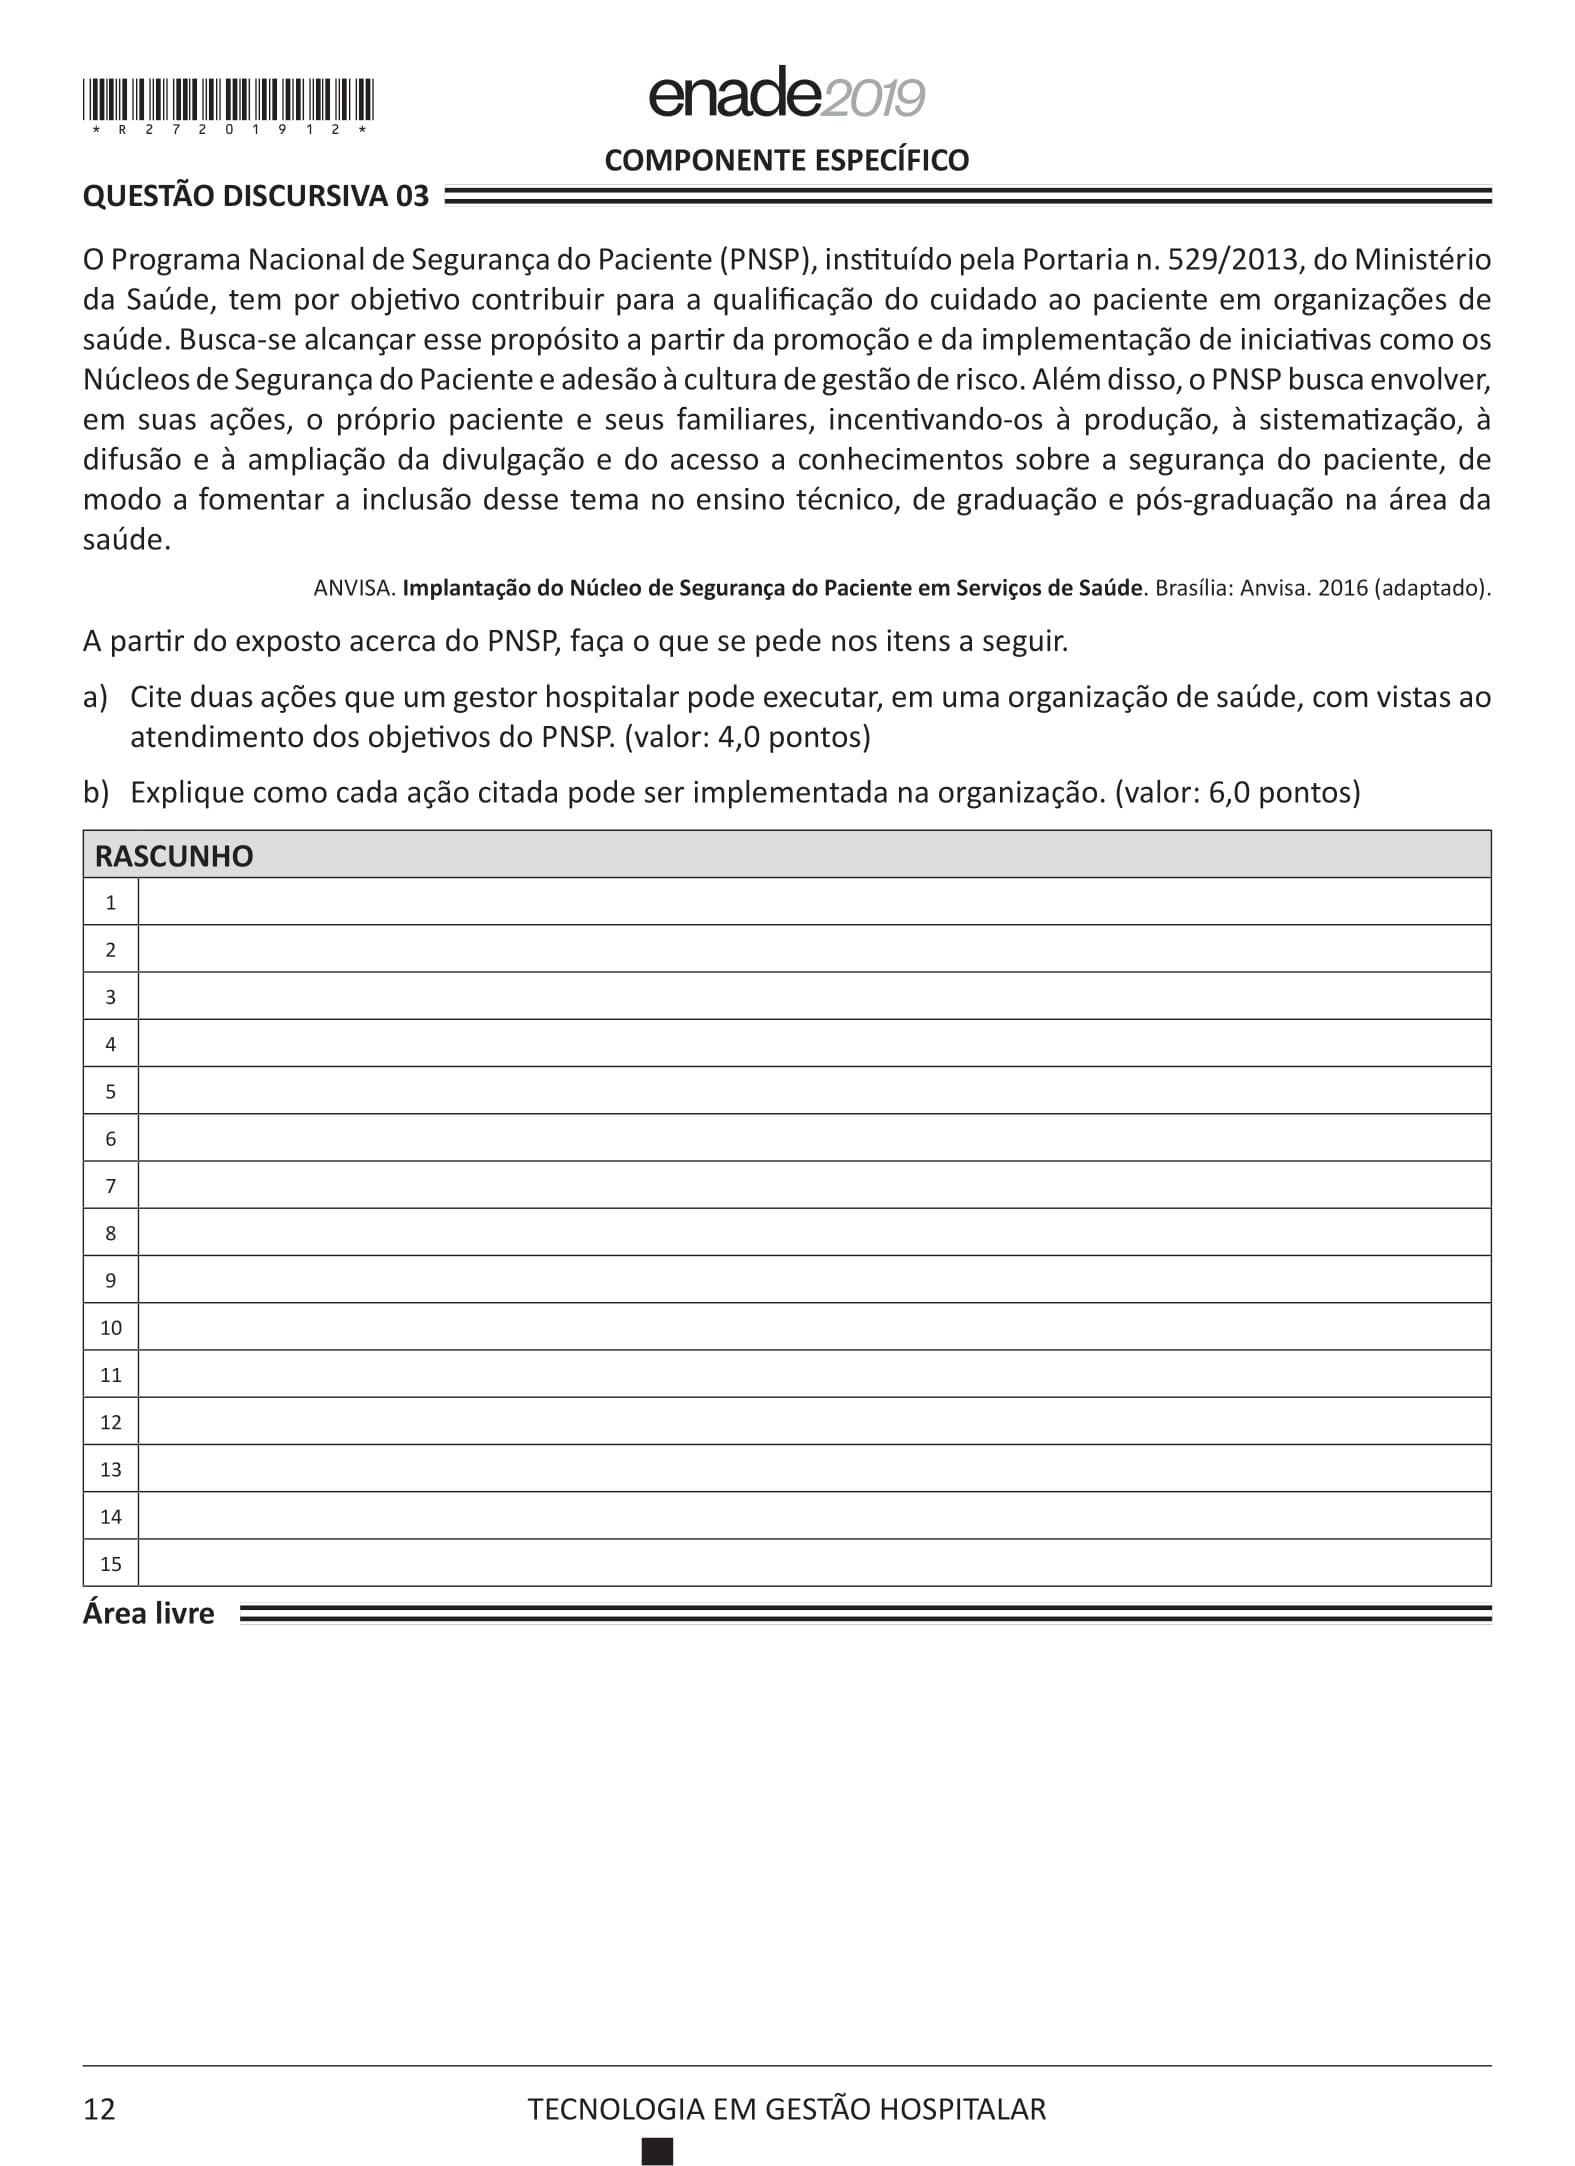 * R 2 7 2 0 1 9 1 2 *
enade2019
COMPONENTE ESPECÍFICO
QUESTÃO DISCURSIVA 03
O Programa Nacional de Segurança do Paciente (PNSP), instituído pela Portaria n. 529/2013, do Ministério
da Saúde, tem por objetivo contribuir para a qualificação do cuidado ao paciente em organizações de
saúde. Busca-se alcançar esse propósito a partir da promoção e da implementação de iniciativas como os
Núcleos de Segurança do Paciente e adesão à cultura de gestão de risco. Além disso, o PNSP busca envolver,
em suas ações, o próprio paciente e seus familiares, incentivando-os à produção, à sistematização, à
difusão e à ampliação da divulgação e do acesso a conhecimentos sobre a segurança do paciente, de
modo a fomentar a inclusão desse tema no ensino técnico, de graduação e pós-graduação na área da
saúde.
ANVISA. Implantação do Núcleo de Segurança do Paciente em Serviços de Saúde. Brasília: Anvisa. 2016 (adaptado).
A partir do exposto acerca do PNSP, faça o que se pede nos itens a seguir.
a) Cite duas ações que um gestor hospitalar pode executar, em uma organização de saúde, com vistas ao
atendimento dos objetivos do PNSP. (valor: 4,0 pontos)
b) Explique como cada ação citada pode ser implementada na organização. (valor: 6,0 pontos)
RASCUNHO
1
2
3
4
5
6
7
8
9
10
11
12
13
14
15
Área livre
12 TECNOLOGIA EM GESTÃO HOSPITALAR